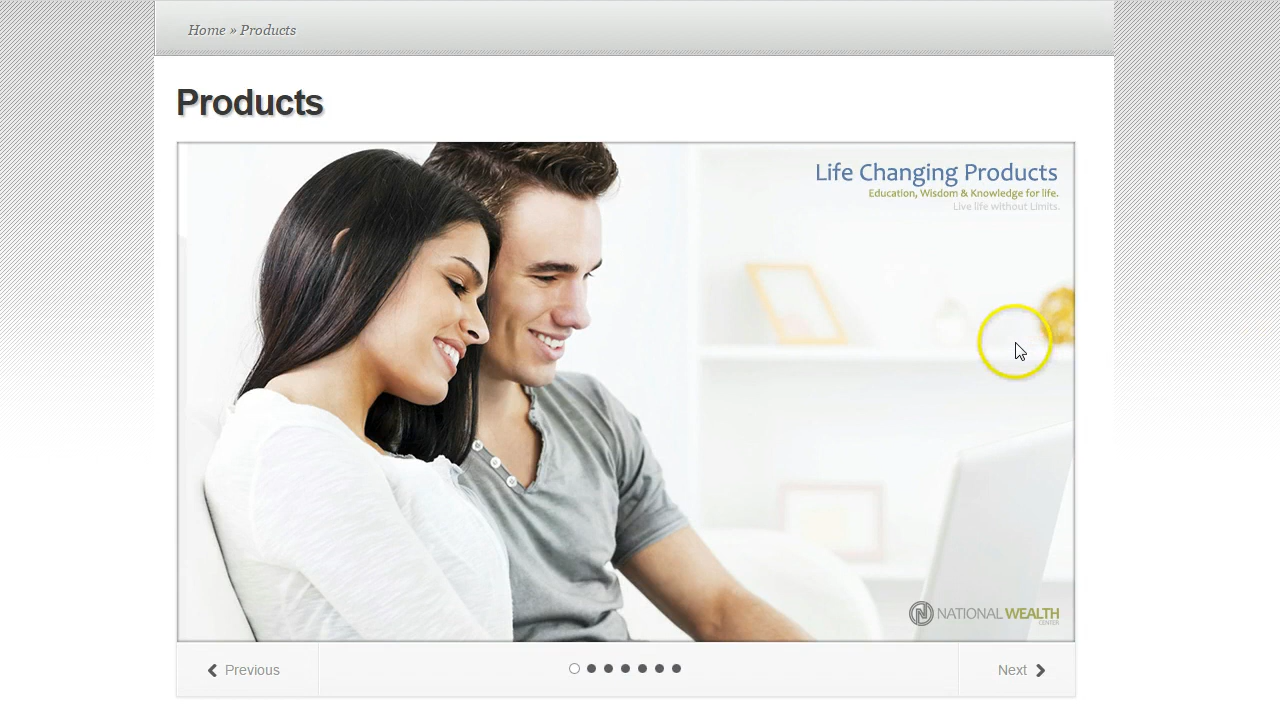 Home » Products
Products
Life Changing Products
Education, Wisdom & Knowledge for life.
Live life without Limits.
NATIONAL WEALTH
CENTER
Previous
Next